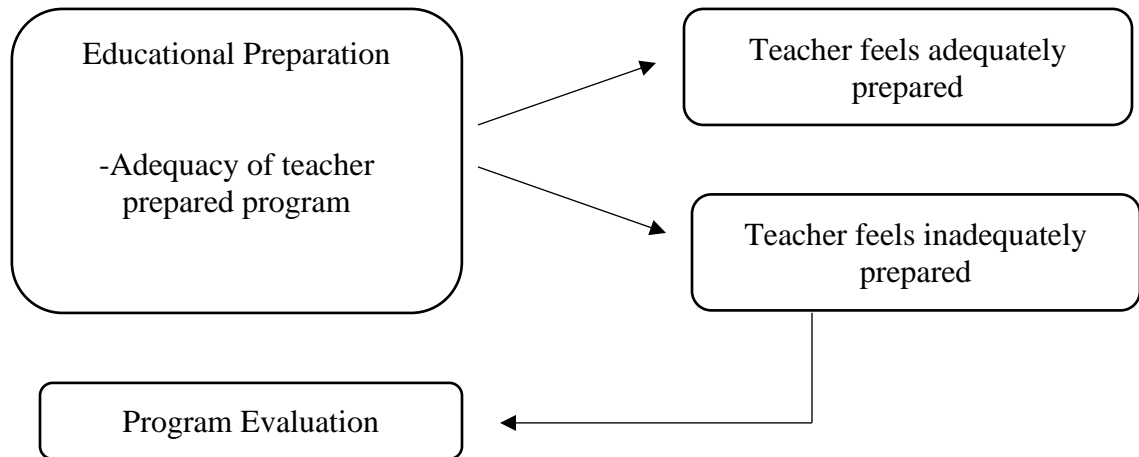 Educational Preparation
-Adequacy of teacher
prepared program
Teacher feels adequately
prepared
Teacher feels inadequately
prepared
Program Evaluation